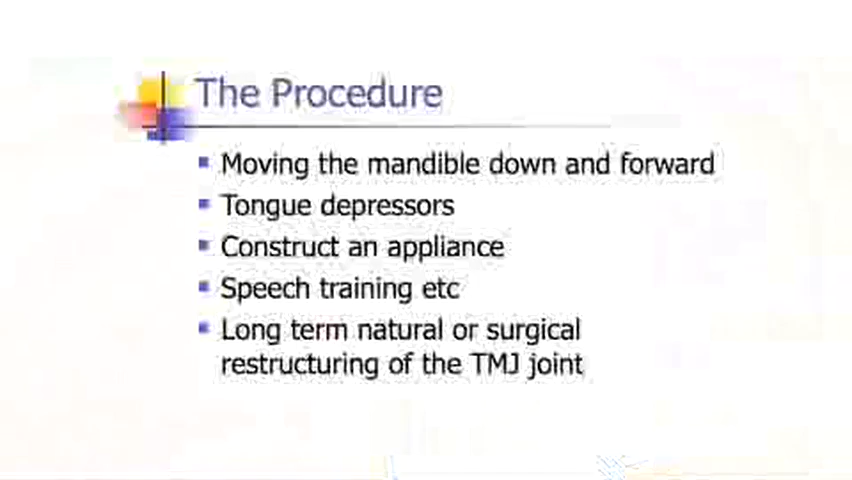 The Procedure
Moving the mandible down and forward
Tongue depressors
Construct an appliance
Speech training etc
Long term natural or surgical
restructuring of the TMJ joint